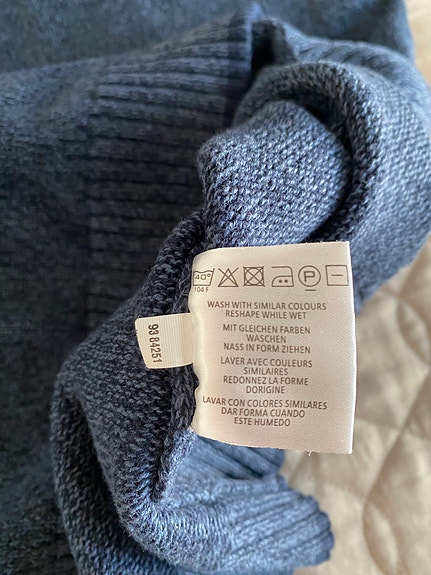 40°
104 F
P
WASH WITH SIMILAR COLOURS
RESHAPE WHILE WET
MIT GLEICHEN FARBEN
WASCHEN
NASS IN FORM ZIEHEN
LAVER AVEC COULEURS
SIMILAIRES
REDONNEZ LA FORME
DORIGINE
LAVAR CON COLORES SIMILARES
DAR FORMA CUANDO
ESTE HUMEDO
93 84251